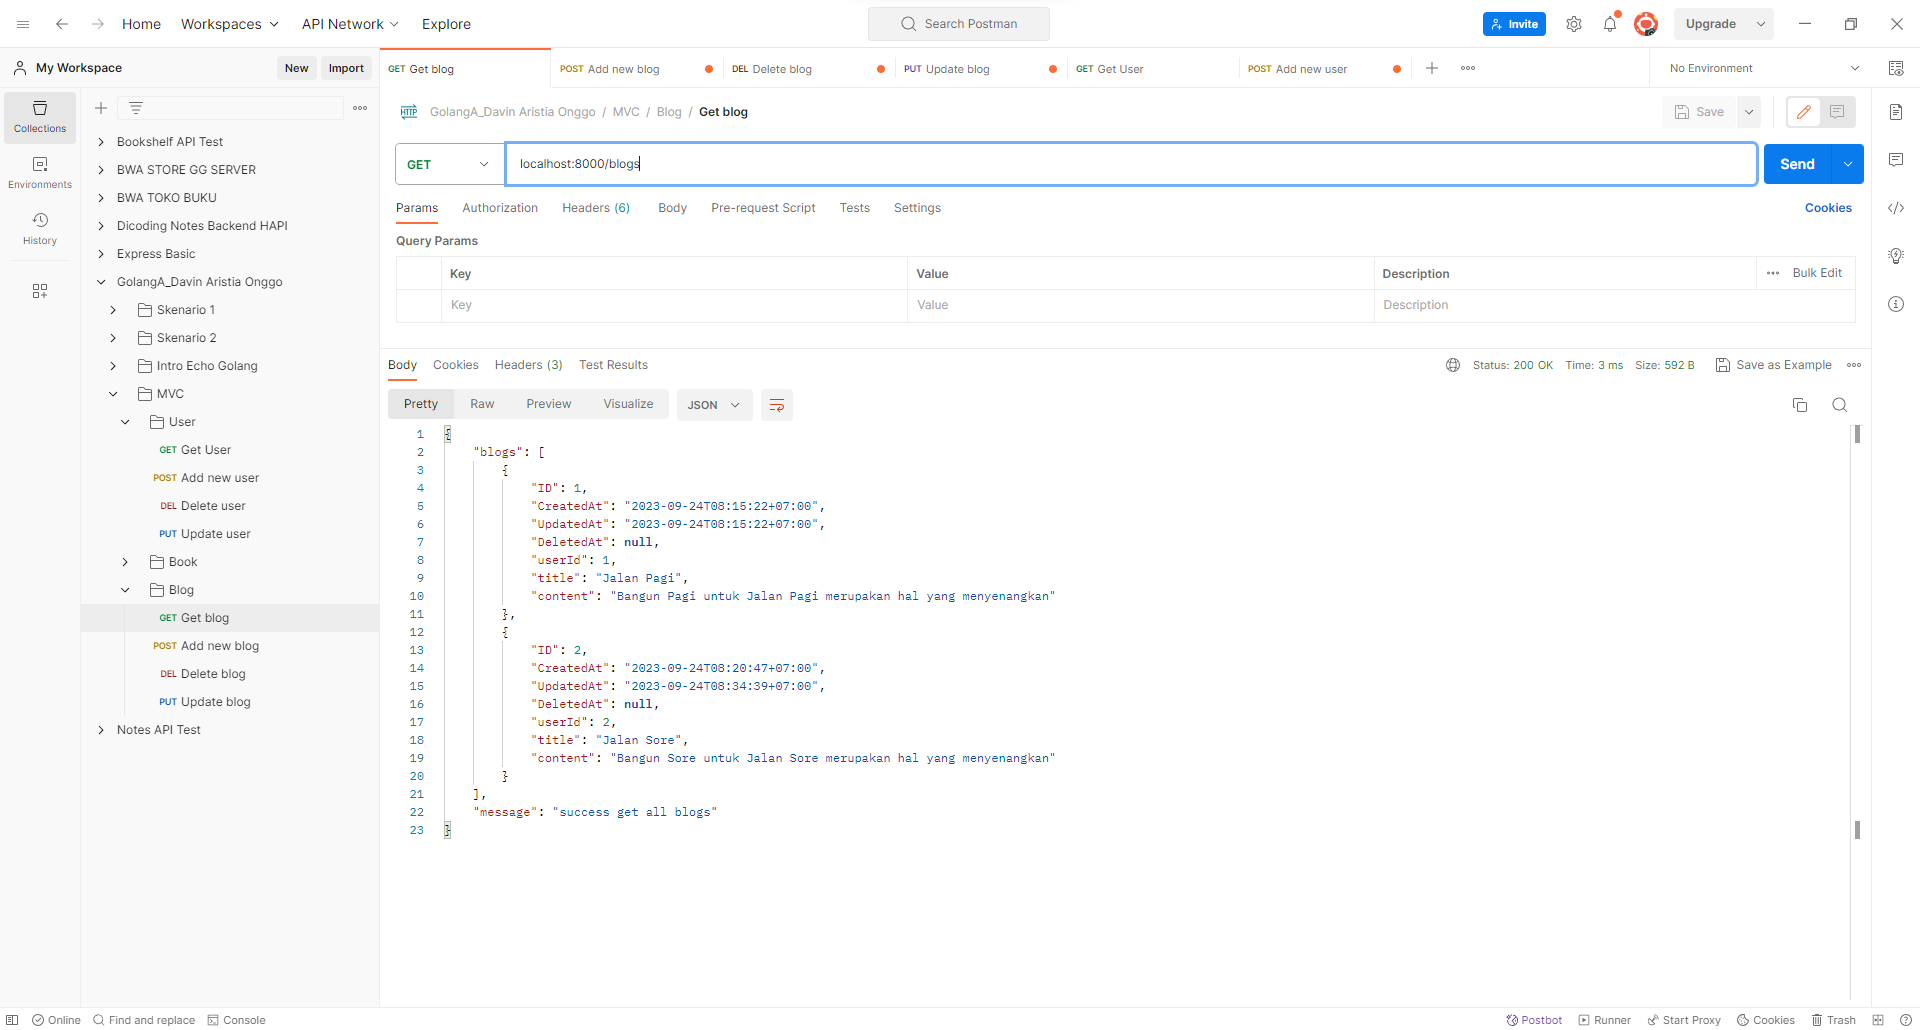 Home Workspaces API Network Explore Search Postman Invite Upgrade
My Workspace New Import GET Get blog POST Add new blog DEL Delete blog PUT Update blog GET Get User POST Add new user No Environment
Collections
Environments
History
Bookshelf API Test
BWA STORE GG SERVER
BWA TOKO BUKU
Dicoding Notes Backend HAPI
Express Basic
GolangA_Davin Aristia Onggo
Skenario 1
Skenario 2
Intro Echo Golang
MVC
User
GET Get User
POST Add new user
DEL Delete user
PUT Update user
Book
Blog
GET Get blog
POST Add new blog
DEL Delete blog
PUT Update blog
Notes API Test
HTTP GolangA_Davin Aristia Onggo / MVC / Blog / Get blog Save
GET localhost:8000/blogs Send
Params Authorization Headers (6) Body Pre-request Script Tests Settings Cookies
Query Params
Key Value Description Bulk Edit
Key Value Description
Body Cookies Headers (3) Test Results Status: 200 OK Time: 3 ms Size: 592 B Save as Example
Pretty Raw Preview Visualize JSON
1 {
2 "blogs": [
3 {
4 "ID": 1,
5 "CreatedAt": "2023-09-24T08:15:22+07:00",
6 "UpdatedAt": "2023-09-24T08:15:22+07:00",
7 "DeletedAt": null,
8 "userId": 1,
9 "title": "Jalan Pagi",
10 "content": "Bangun Pagi untuk Jalan Pagi merupakan hal yang menyenangkan"
11 },
12 {
13 "ID": 2,
14 "CreatedAt": "2023-09-24T08:20:47+07:00",
15 "UpdatedAt": "2023-09-24T08:34:39+07:00",
16 "DeletedAt": null,
17 "userId": 2,
18 "title": "Jalan Sore",
19 "content": "Bangun Sore untuk Jalan Sore merupakan hal yang menyenangkan"
20 }
21 ],
22 "message": "success get all blogs"
23 }
Online Find and replace Console Postbot Runner Start Proxy Cookies Trash